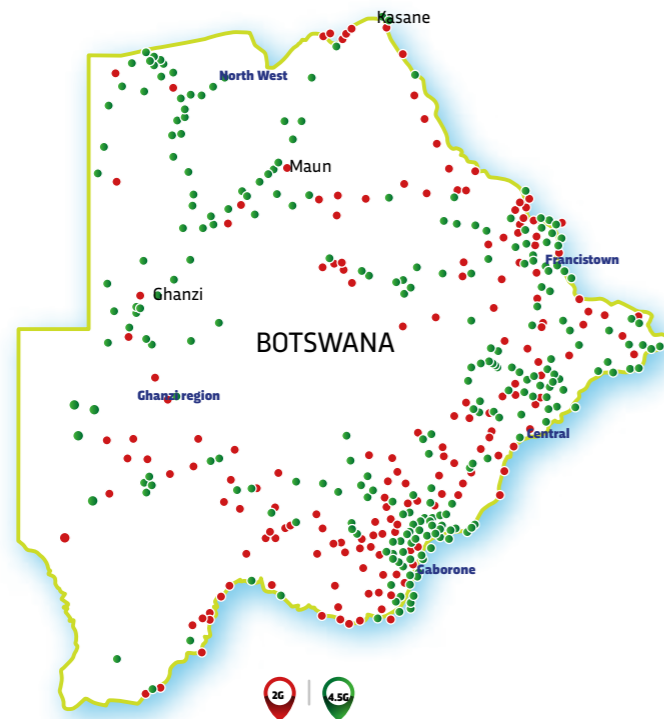 Kasane
North West
Maun
Francistown
Ghanzi
BOTSWANA
Ghanzi region
Central
Gaborone
2G
4.5G